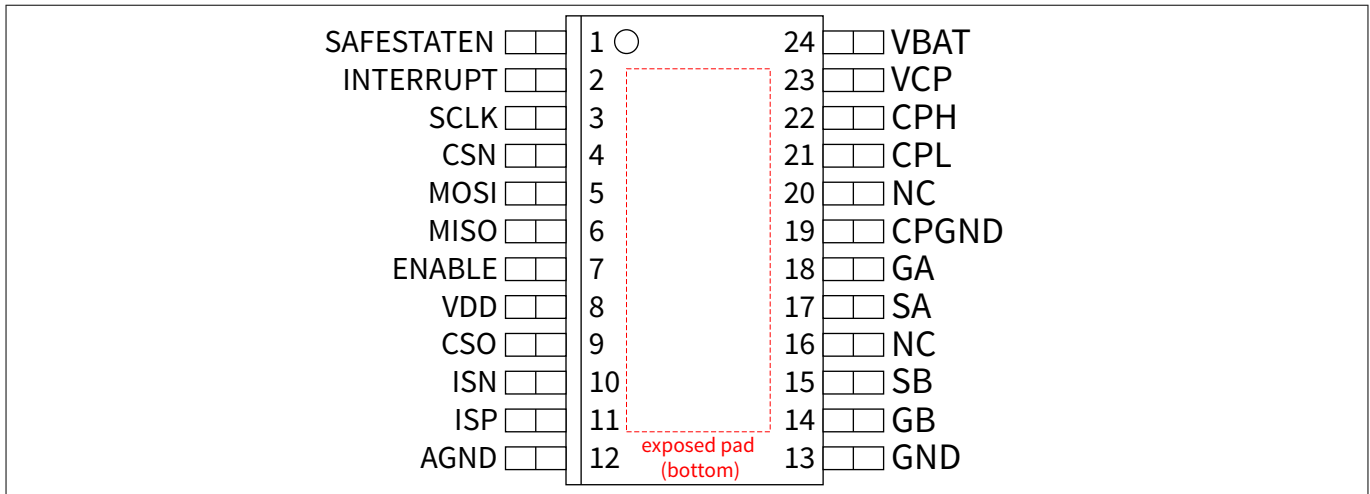 SAFESTATEN 1 24 VBAT
INTERRUPT 2 23 VCP
SCLK 3 22 CPH
CSN 4 21 CPL
MOSI 5 20 NC
MISO 6 19 CPGND
ENABLE 7 18 GA
VDD 8 17 SA
CSO 9 16 NC
ISN 10 15 SB
ISP 11 14 GB
AGND 12 13 GND
exposed pad
(bottom)